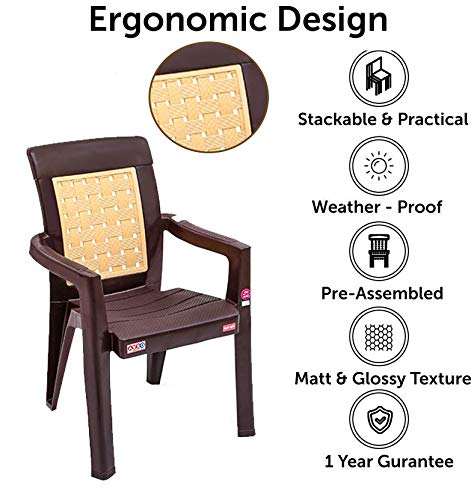 Ergonomic Design
Stackable & Practical
Weather - Proof
Pre-Assembled
Matt & Glossy Texture
1 Year Gurantee